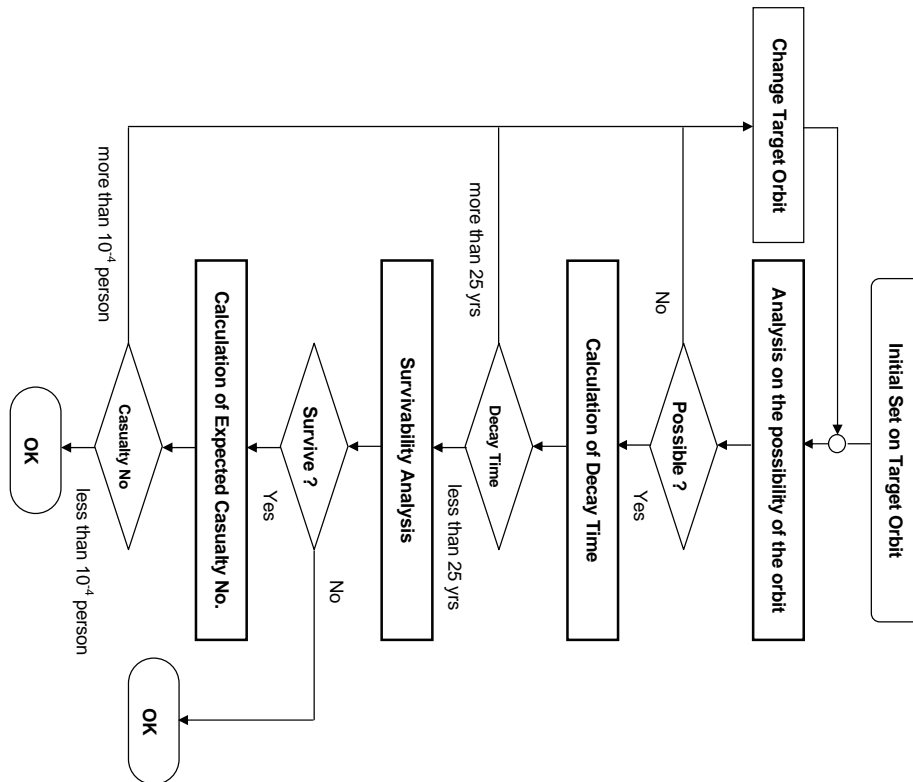 Initial Set on Target Orbit
Change Target Orbit
Analysis on the possibility of the orbit
Possible ?
No
Yes
Calculation of Decay Time
Decay Time
more than 25 yrs
less than 25 yrs
Survivability Analysis
Survive ?
No
Yes
OK
Calculation of Expected Casualty No.
Casualty No
more than 10⁻⁴ person
less than 10⁻⁴ person
OK